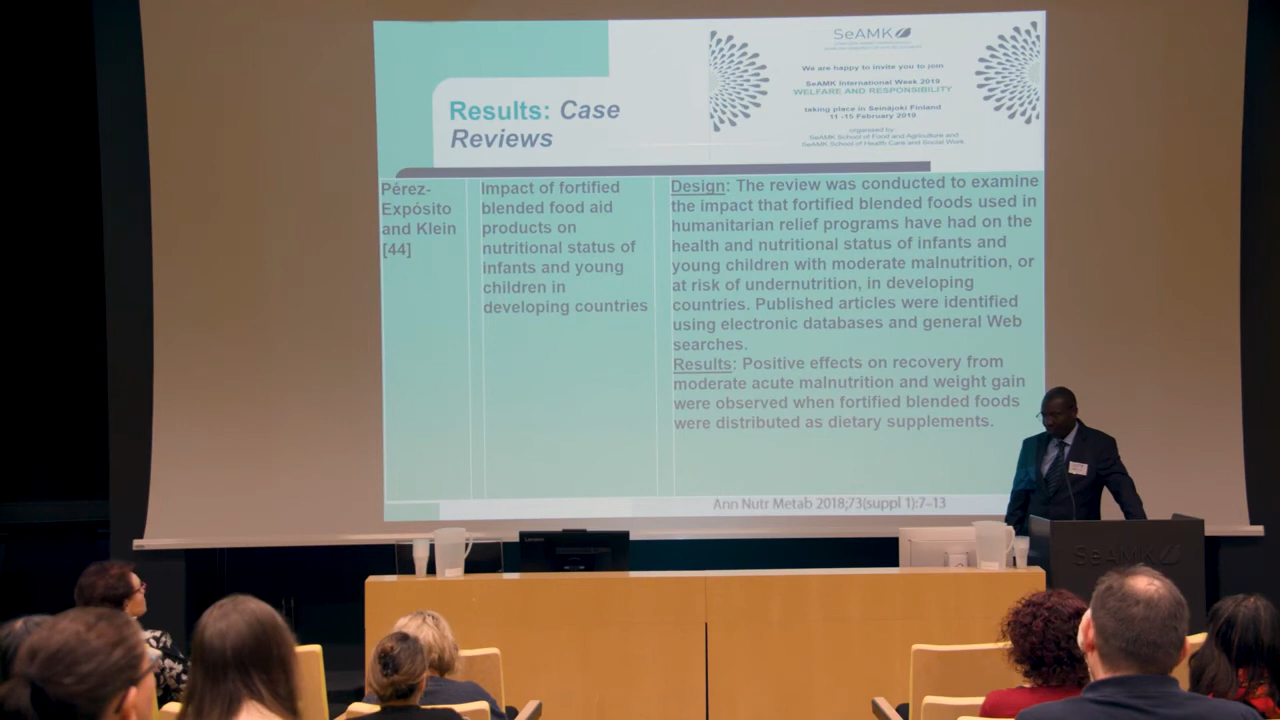 SeAMK
We are happy to invite you to join
SeAMK International Week 2019
WELFARE AND RESPONSIBILITY
taking place in Seinäjoki Finland
11 -15 February 2019
organised by
SeAMK School of Food and Agriculture and
SeAMK School of Health Care and Social Work
Results: Case
Reviews
Pérez-
Expósito
and Klein
[44]
Impact of fortified
blended food aid
products on
nutritional status of
infants and young
children in
developing countries
Design: The review was conducted to examine
the impact that fortified blended foods used in
humanitarian relief programs have had on the
health and nutritional status of infants and
young children with moderate malnutrition, or
at risk of undernutrition, in developing
countries. Published articles were identified
using electronic databases and general Web
searches.
Results: Positive effects on recovery from
moderate acute malnutrition and weight gain
were observed when fortified blended foods
were distributed as dietary supplements.
Ann Nutr Metab 2018;73(suppl 1):7–13
SeAMK